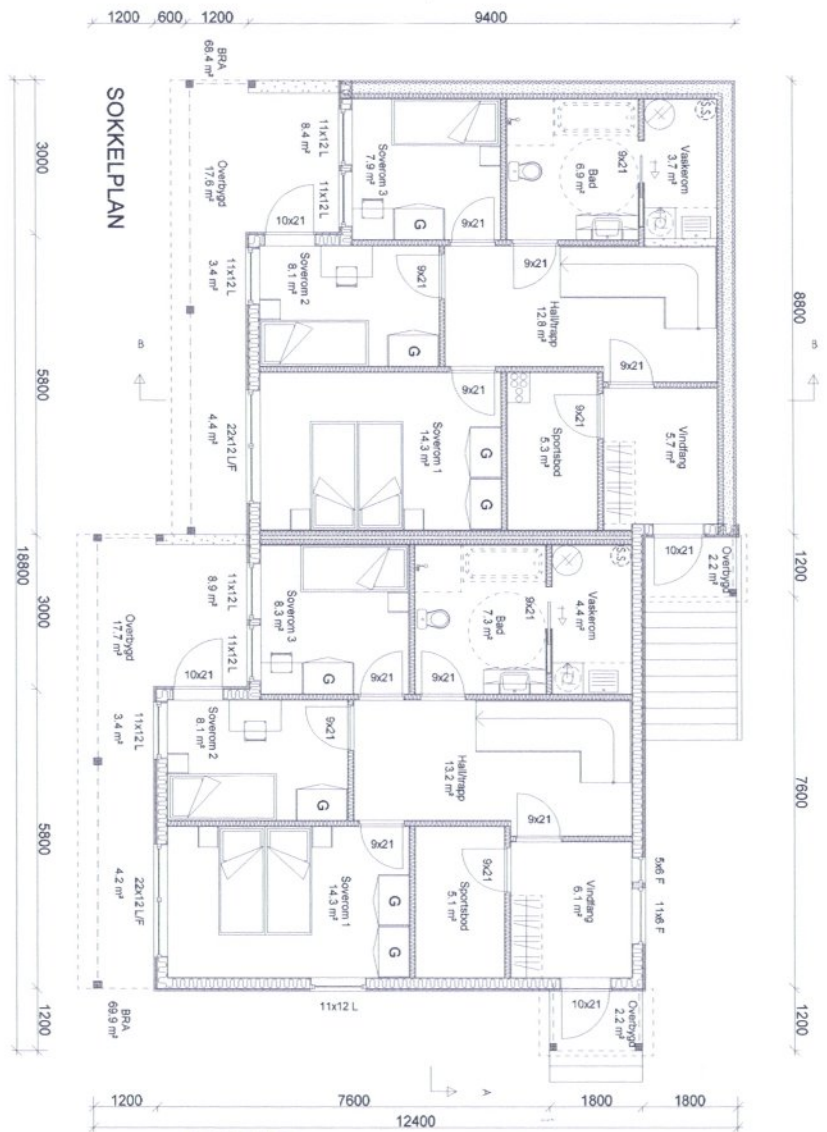 1200
600
1200
9400
BRA
68.4 m²
SOKKELPLAN
3000
5800
18800
3000
5800
1200
8800
1200
7600
1200
Overbygd
17.6 m²
11x12 L
8.4 m²
11x12 L
Soverom 3
7.9 m²
G
9x21
Bad
6.9 m²
9x21
9x21
Vaskerom
3.7 m²
S.S
10x21
11x12 L
3.4 m²
Soverom 2
8.1 m²
9x21
G
Hall/trapp
12.8 m²
9x21
B
B
22x12 L/F
4.4 m²
Soverom 1
14.3 m²
9x21
G
G
Sportsbod
5.3 m²
9x21
Vindfang
5.7 m²
10x21
Overbygd
2.2 m²
Overbygd
17.7 m²
11x12 L
8.9 m²
11x12 L
Soverom 3
8.3 m²
G
9x21
Bad
7.3 m²
9x21
9x21
Vaskerom
4.4 m²
S.S
10x21
11x12 L
3.4 m²
Soverom 2
8.1 m²
9x21
G
Hall/trapp
13.2 m²
9x21
22x12 L/F
4.2 m²
Soverom 1
14.3 m²
9x21
G
G
Sportsbod
5.1 m²
9x21
Vindfang
6.1 m²
5x6 F
11x6 F
11x12 L
10x21
Overbygd
2.2 m²
BRA
69.9 m²
A
1200
7600
1800
1800
12400